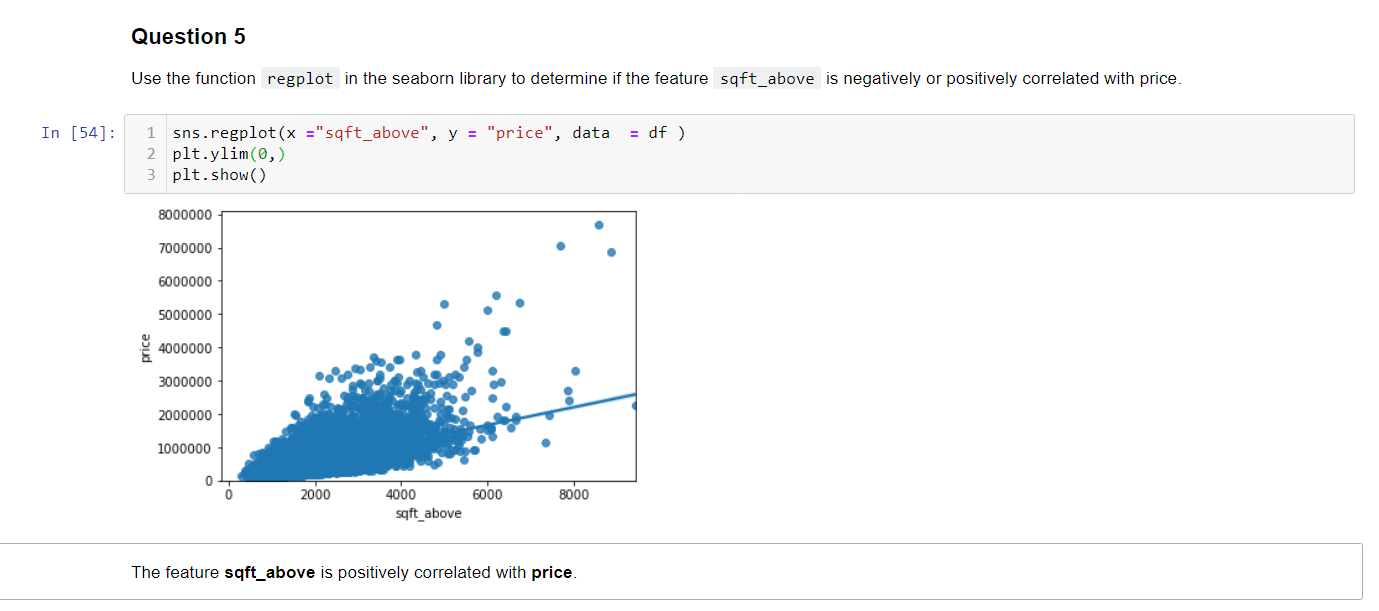 Question 5
Use the function regplot in the seaborn library to determine if the feature sqft_above is negatively or positively correlated with price.
In [54]:
1 sns.regplot(x ="sqft_above", y = "price", data  = df )
2 plt.ylim(0,)
3 plt.show()
8000000
7000000
6000000
5000000
4000000
3000000
2000000
1000000
0
price
0 2000 4000 6000 8000
sqft_above
The feature sqft_above is positively correlated with price.